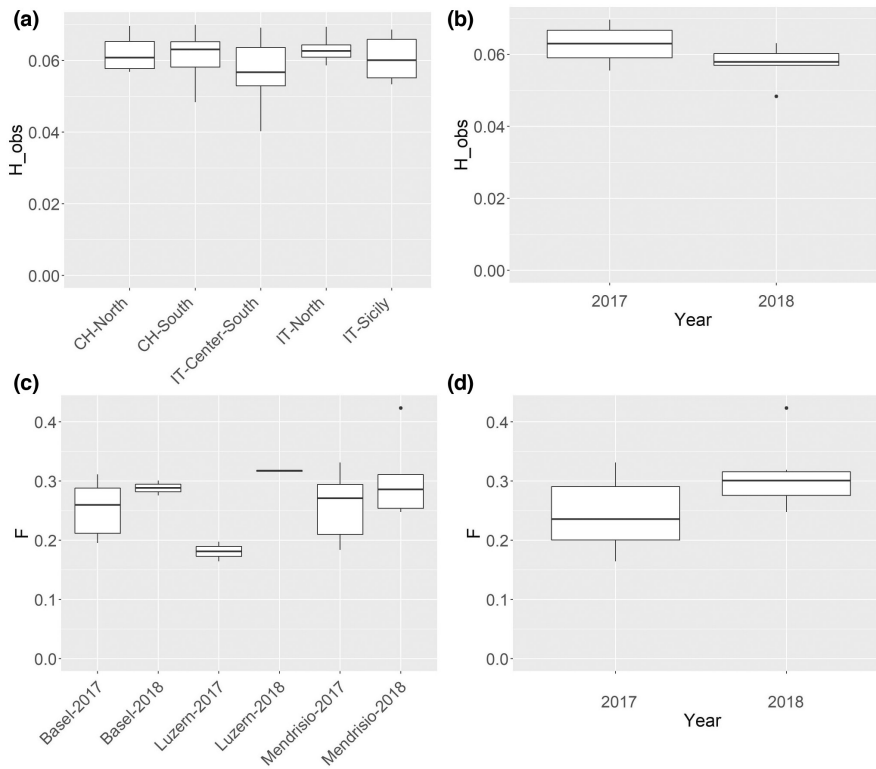 (a)
H_obs
0.06
0.04
0.02
0.00
CH-North
CH-South
IT-Center-South
IT-North
IT-Sicily
(b)
H_obs
0.06
0.04
0.02
0.00
2017
2018
Year
(c)
F
0.4
0.3
0.2
0.1
0.0
Basel-2017
Basel-2018
Luzern-2017
Luzern-2018
Mendrisio-2017
Mendrisio-2018
(d)
F
0.4
0.3
0.2
0.1
0.0
2017
2018
Year